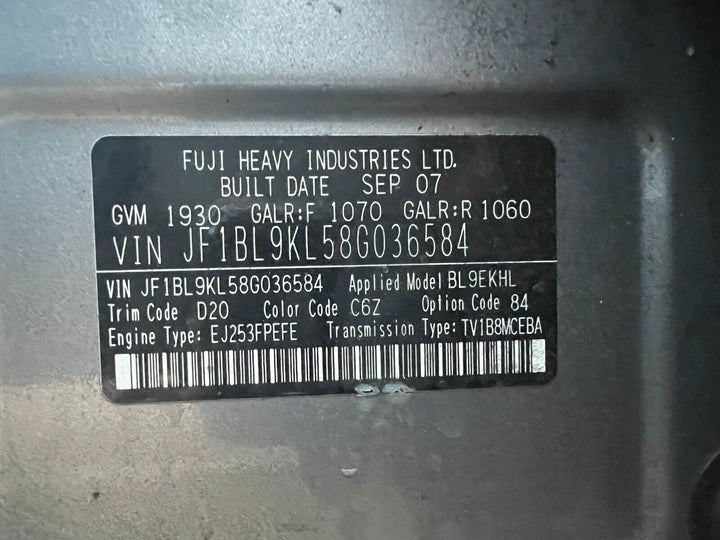 FUJI HEAVY INDUSTRIES LTD.
BUILT DATE SEP 07
GVM 1930 GALR:F 1070 GALR:R 1060
VIN JF1BL9KL58G036584
VIN JF1BL9KL58G036584 Applied Model BL9EKHL
Trim Code D20 Color Code C6Z Option Code 84
Engine Type: EJ253FPEFE Transmission Type: TV1B8MCEBA